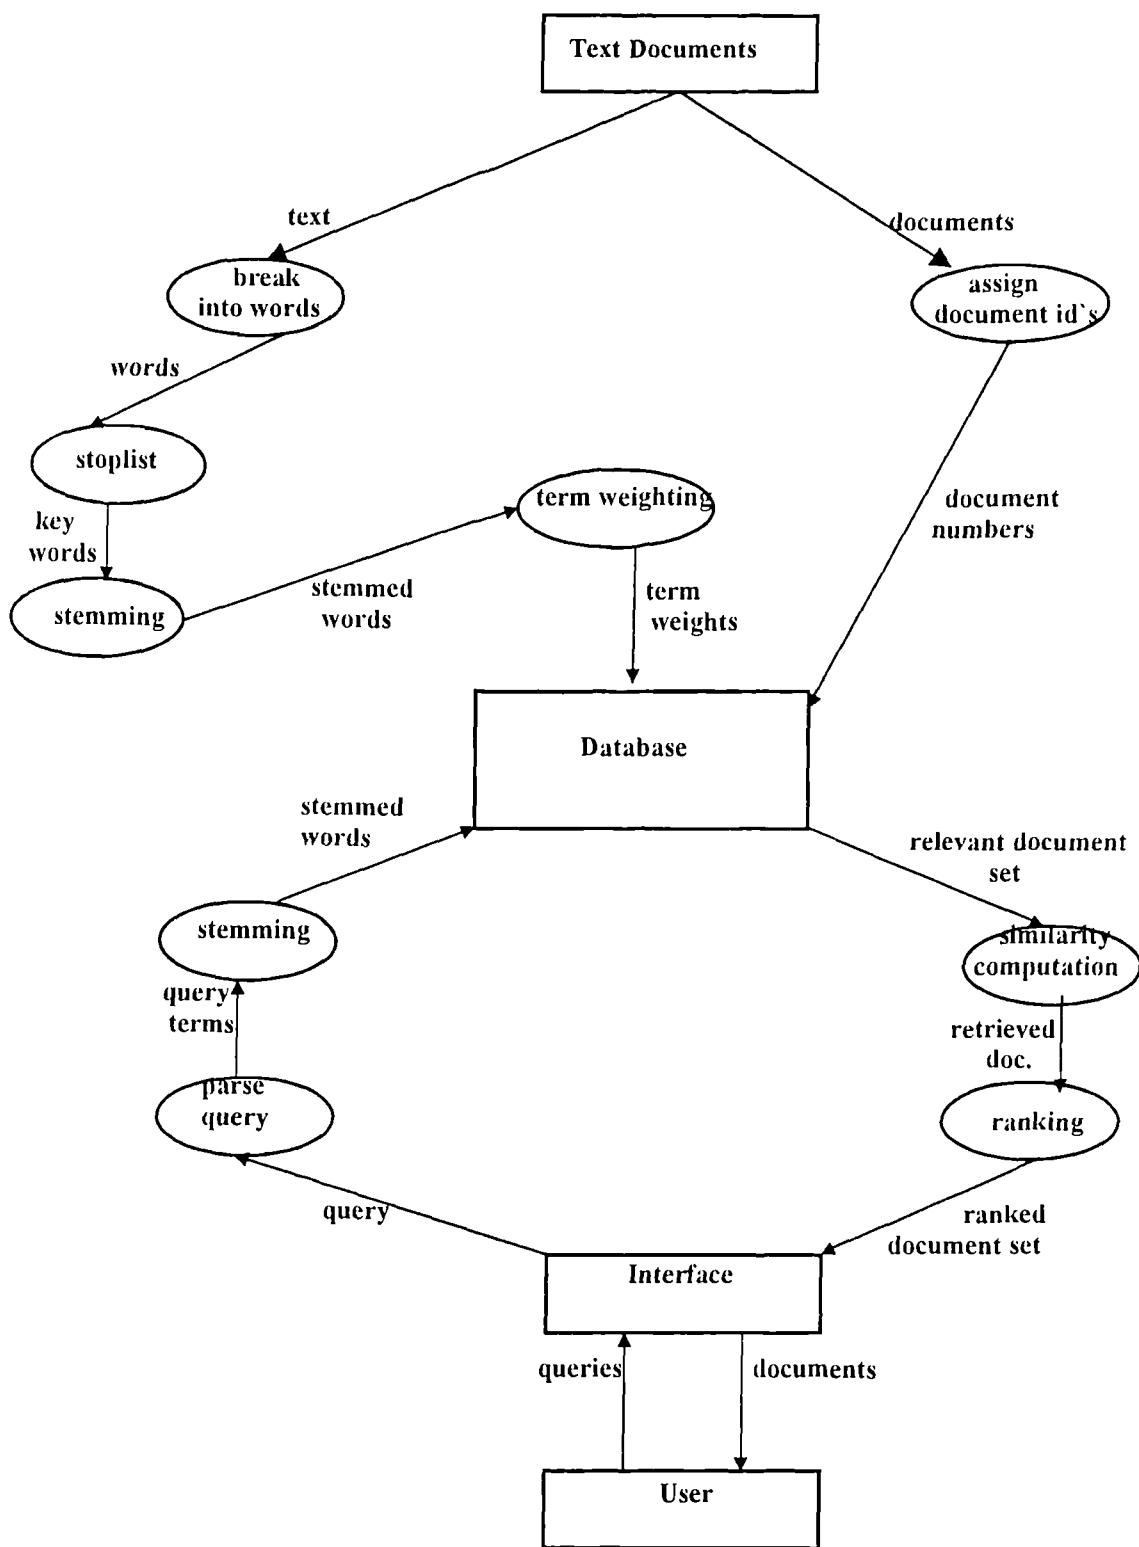 Text Documents
text
documents
break
into words
assign
document id`s
words
stoplist
key
words
term weighting
document
numbers
stemming
stemmed
words
term
weights
Database
stemmed
words
relevant document
set
stemming
similarity
computation
query
terms
retrieved
doc.
parse
query
ranking
query
ranked
document set
Interface
queries
documents
User